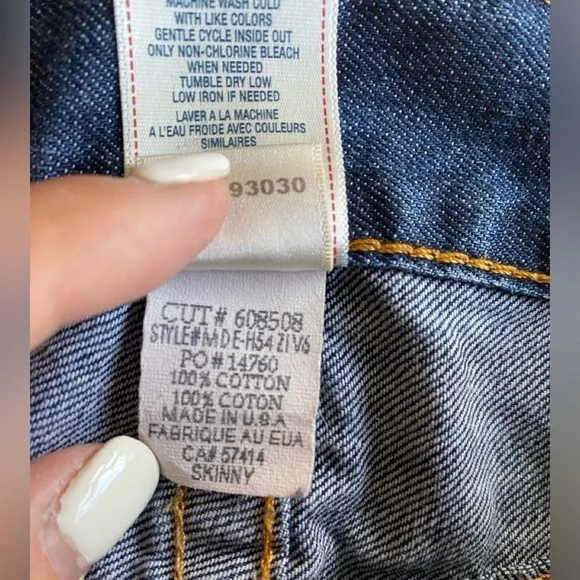 MACHINE WASH COLD
WITH LIKE COLORS
GENTLE CYCLE INSIDE OUT
ONLY NON-CHLORINE BLEACH
WHEN NEEDED
TUMBLE DRY LOW
LOW IRON IF NEEDED
LAVER A LA MACHINE
A L'EAU FROIDE AVEC COULEURS
SIMILAIRES
93030
CUT# 608508
STYLE#MDE-H54ZIV6
PO#14760
100% COTTON
100% COTON
MADE IN U.S.A
FABRIQUE AU EUA
CA#57414
SKINNY